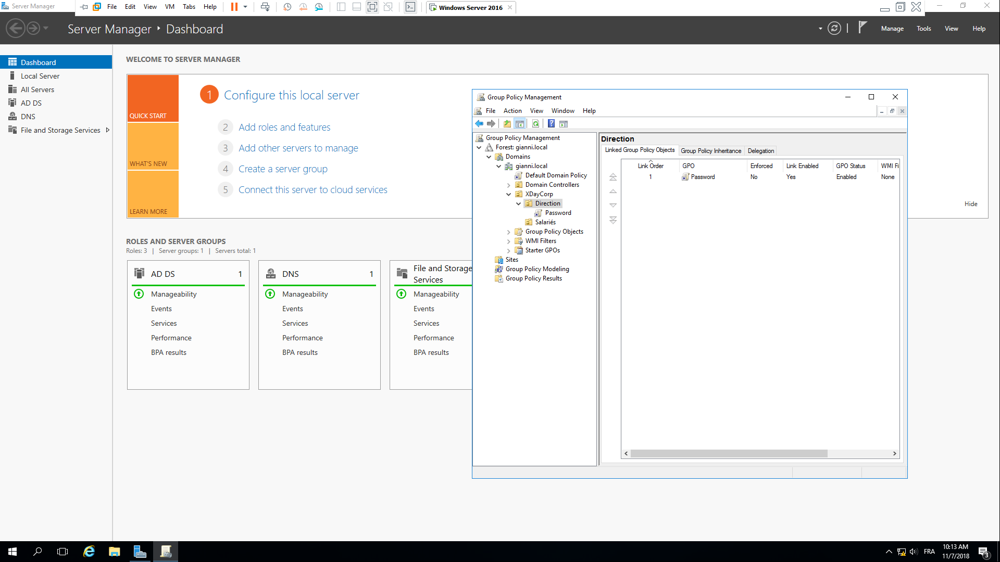 Server Manager
File Edit View VM Tabs Help
Windows Server 2016
Server Manager Dashboard
Manage Tools View Help
Dashboard
Local Server
All Servers
AD DS
DNS
File and Storage Services
WELCOME TO SERVER MANAGER
QUICK START
WHAT'S NEW
LEARN MORE
1 Configure this local server
2 Add roles and features
3 Add other servers to manage
4 Create a server group
5 Connect this server to cloud services
Hide
ROLES AND SERVER GROUPS
Roles: 3 | Server groups: 1 | Servers total: 1
AD DS 1
Manageability
Events
Services
Performance
BPA results
DNS 1
Manageability
Events
Services
Performance
BPA results
File and Storage
Services
Manageability
Events
Services
Performance
BPA results
Group Policy Management
File Action View Window Help
Group Policy Management
Forest: gianni.local
Domains
gianni.local
Default Domain Policy
Domain Controllers
XDayCorp
Direction
Password
Salariés
Group Policy Objects
WMI Filters
Starter GPOs
Sites
Group Policy Modeling
Group Policy Results
Direction
Linked Group Policy Objects Group Policy Inheritance Delegation
Link Order GPO Enforced Link Enabled GPO Status WMI Fi
1 Password No Yes Enabled None
FRA
10:13 AM
11/7/2018
3